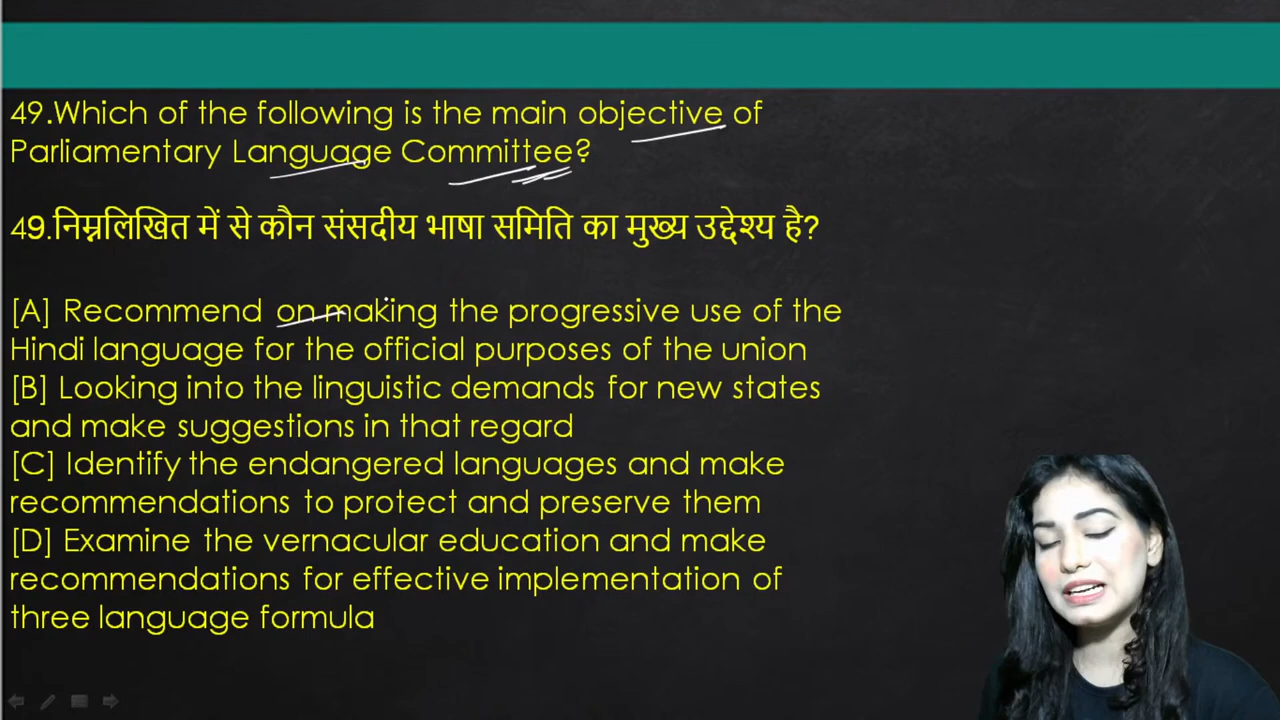 49.Which of the following is the main objective of
Parliamentary Language Committee?
49.निम्नलिखित में से कौन संसदीय भाषा समिति का मुख्य उद्देश्य है?
[A] Recommend on making the progressive use of the
Hindi language for the official purposes of the union
[B] Looking into the linguistic demands for new states
and make suggestions in that regard
[C] Identify the endangered languages and make
recommendations to protect and preserve them
[D] Examine the vernacular education and make
recommendations for effective implementation of
three language formula